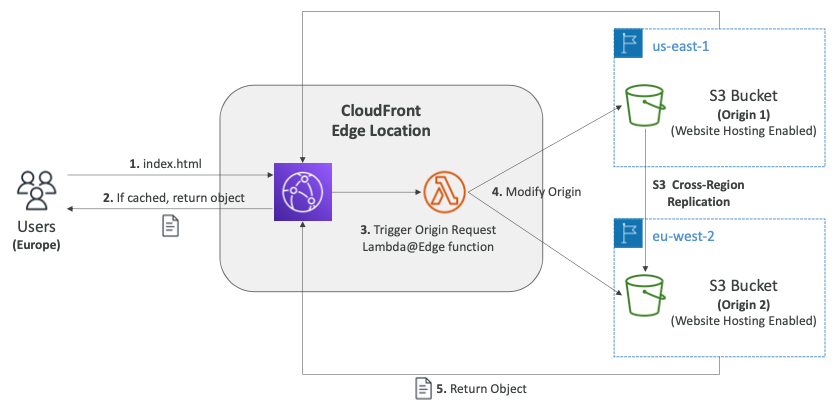 us-east-1
S3 Bucket
(Origin 1)
(Website Hosting Enabled)
CloudFront
Edge Location
1. index.html
2. If cached, return object
Users
(Europe)
3. Trigger Origin Request
Lambda@Edge function
4. Modify Origin
S3 Cross-Region
Replication
eu-west-2
S3 Bucket
(Origin 2)
(Website Hosting Enabled)
5. Return Object